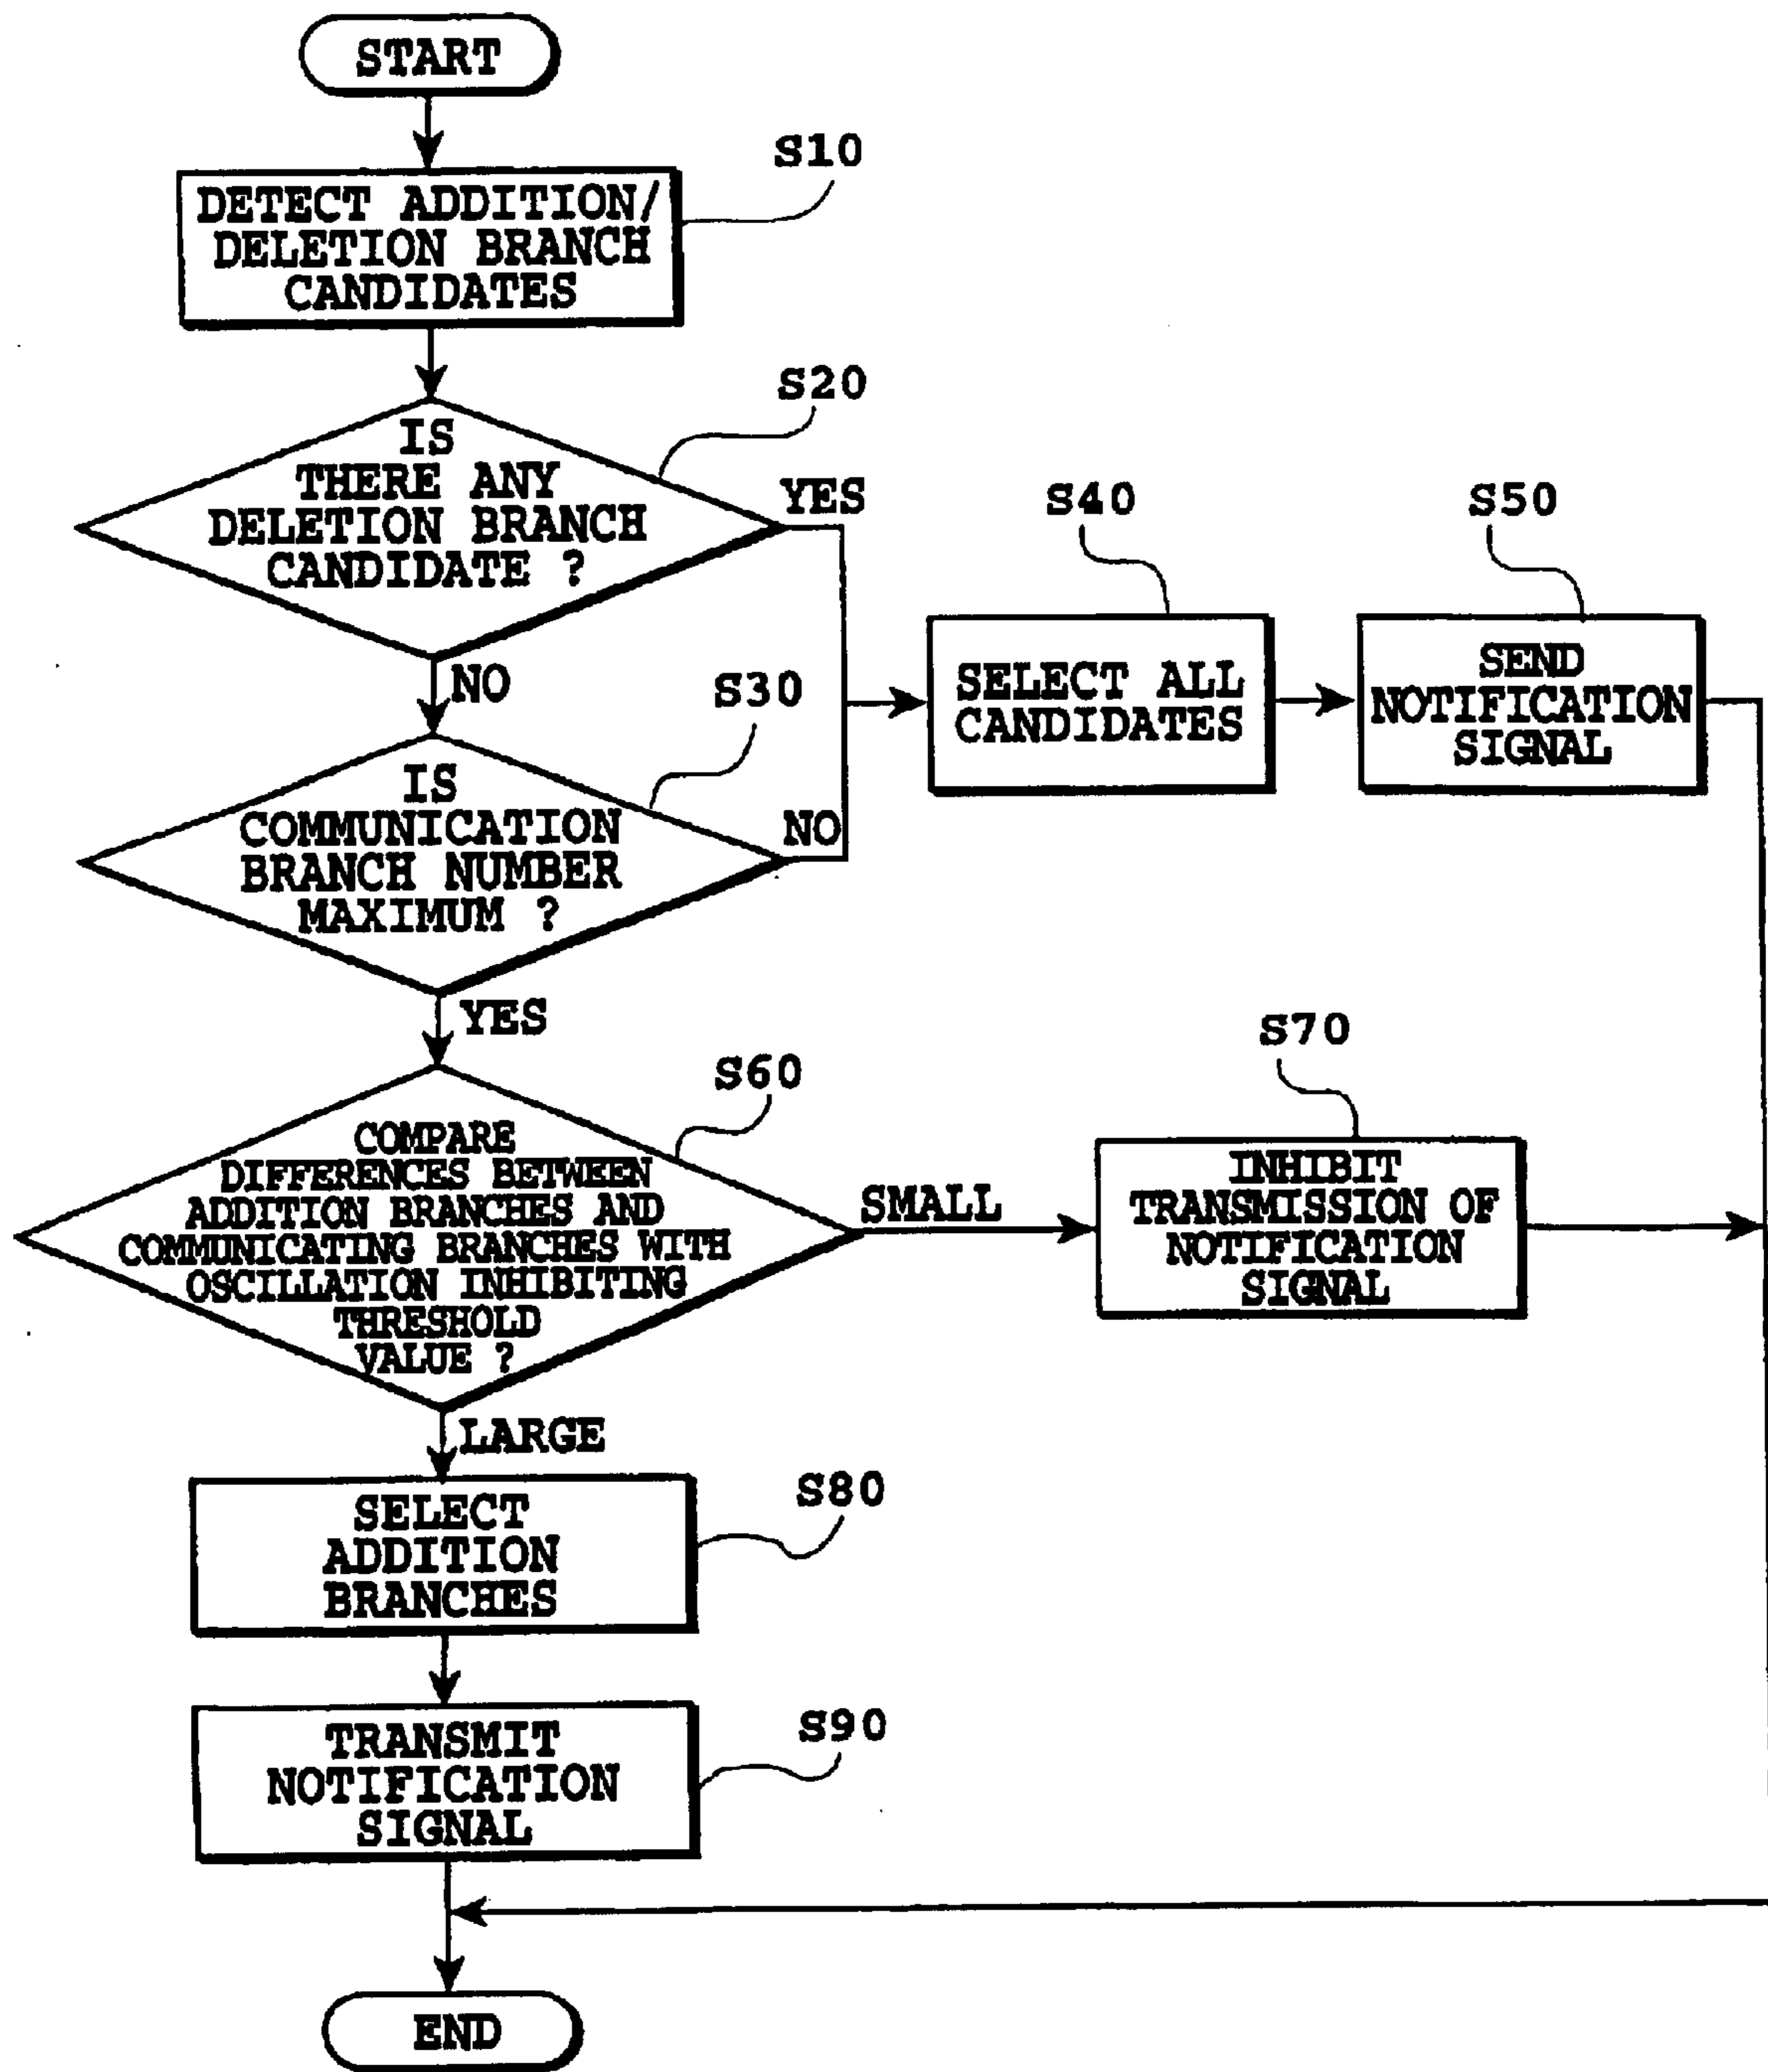 START
S10
DETECT ADDITION/
DELETION BRANCH
CANDIDATES
S20
IS
THERE ANY
DELETION BRANCH
CANDIDATE ?
YES
NO
S30
IS
COMMUNICATION
BRANCH NUMBER
MAXIMUM ?
NO
YES
S40
SELECT ALL
CANDIDATES
S50
SEND
NOTIFICATION
SIGNAL
S60
COMPARE
DIFFERENCES BETWEEN
ADDITION BRANCHES AND
COMMUNICATING BRANCHES WITH
OSCILLATION INHIBITING
THRESHOLD
VALUE ?
SMALL
S70
INHIBIT
TRANSMISSION OF
NOTIFICATION
SIGNAL
LARGE
S80
SELECT
ADDITION
BRANCHES
S90
TRANSMIT
NOTIFICATION
SIGNAL
END